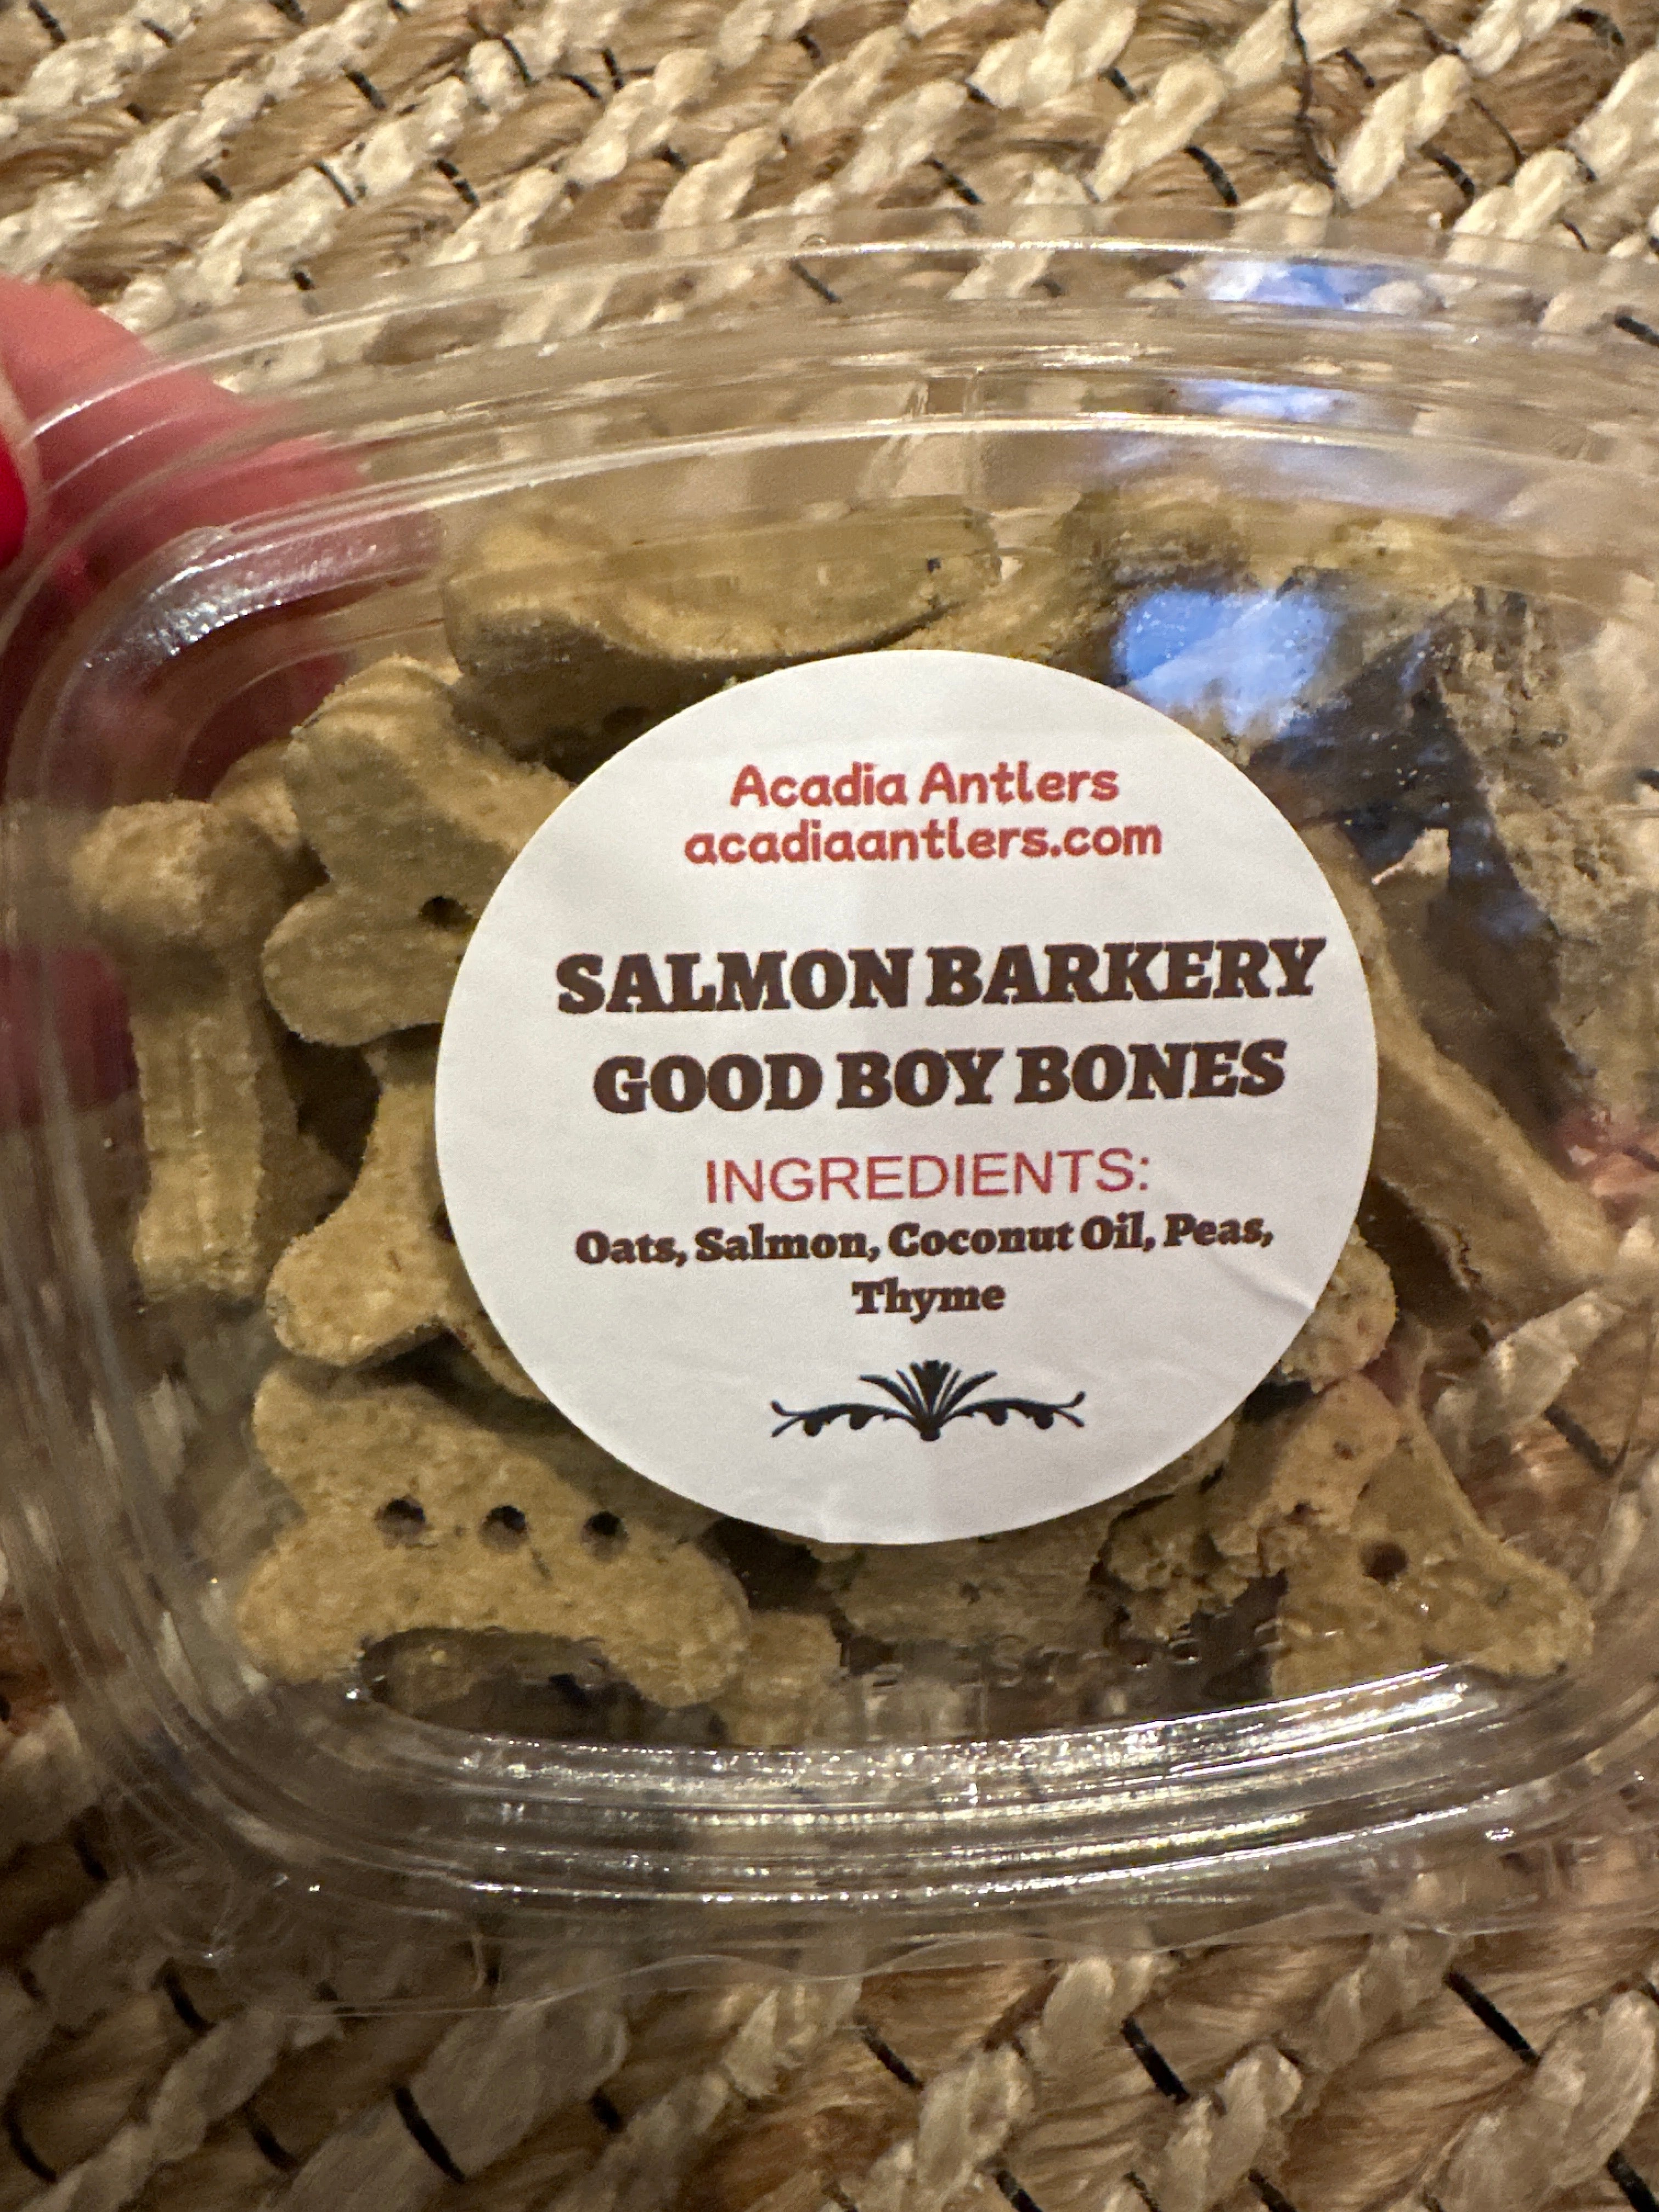 Acadia Antlers
acadiaantlers.com
SALMON BARKERY
GOOD BOY BONES
INGREDIENTS:
Oats, Salmon, Coconut Oil, Peas,
Thyme